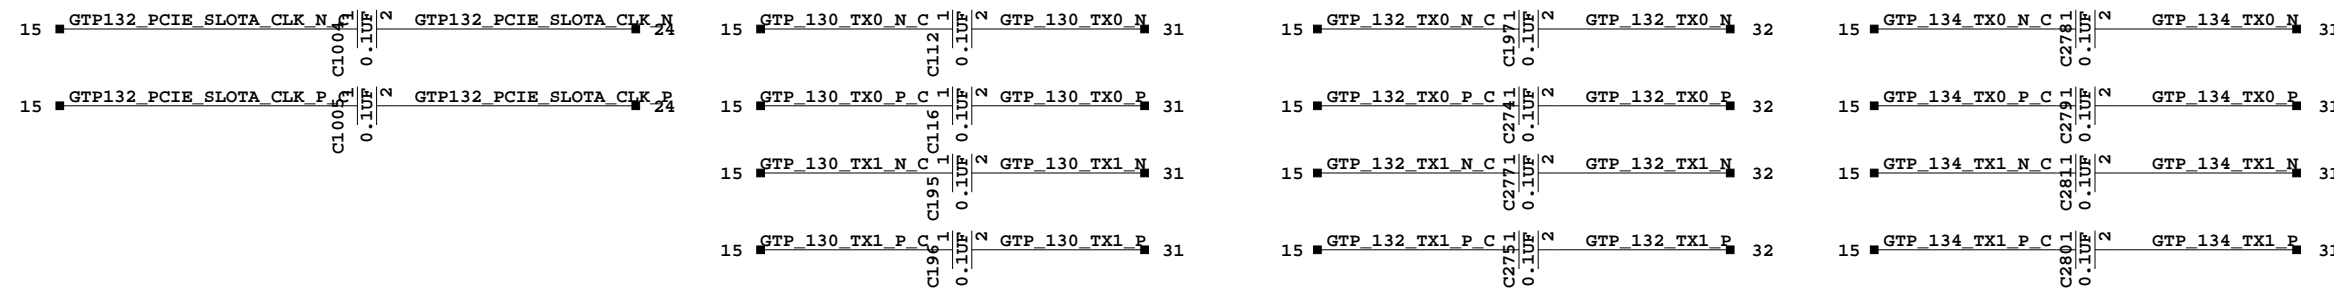 15 GTP132_PCIE_SLOTA_CLK_N_C C1004 1 0.1UF 2 GTP132_PCIE_SLOTA_CLK_N 24
15 GTP_130_TX0_N_C C112 1 0.1UF 2 GTP_130_TX0_N 31
15 GTP_132_TX0_N_C C197 1 0.1UF 2 GTP_132_TX0_N 32
15 GTP_134_TX0_N_C C278 1 0.1UF 2 GTP_134_TX0_N 31
15 GTP132_PCIE_SLOTA_CLK_P_C C1005 1 0.1UF 2 GTP132_PCIE_SLOTA_CLK_P 24
15 GTP_130_TX0_P_C C116 1 0.1UF 2 GTP_130_TX0_P 31
15 GTP_132_TX0_P_C C274 1 0.1UF 2 GTP_132_TX0_P 32
15 GTP_134_TX0_P_C C279 1 0.1UF 2 GTP_134_TX0_P 31
15 GTP_130_TX1_N_C C195 1 0.1UF 2 GTP_130_TX1_N 31
15 GTP_132_TX1_N_C C277 1 0.1UF 2 GTP_132_TX1_N 32
15 GTP_134_TX1_N_C C281 1 0.1UF 2 GTP_134_TX1_N 31
15 GTP_130_TX1_P_C C196 1 0.1UF 2 GTP_130_TX1_P 31
15 GTP_132_TX1_P_C C275 1 0.1UF 2 GTP_132_TX1_P 32
15 GTP_134_TX1_P_C C280 1 0.1UF 2 GTP_134_TX1_P 31